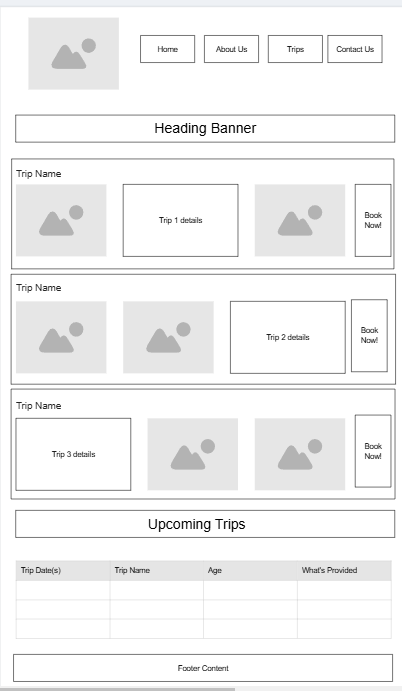 Home
About Us
Trips
Contact Us
Heading Banner
Trip Name
Trip 1 details
Book
Now!
Trip Name
Trip 2 details
Book
Now!
Trip Name
Trip 3 details
Book
Now!
Upcoming Trips
Trip Date(s)
Trip Name
Age
What's Provided
Footer Content